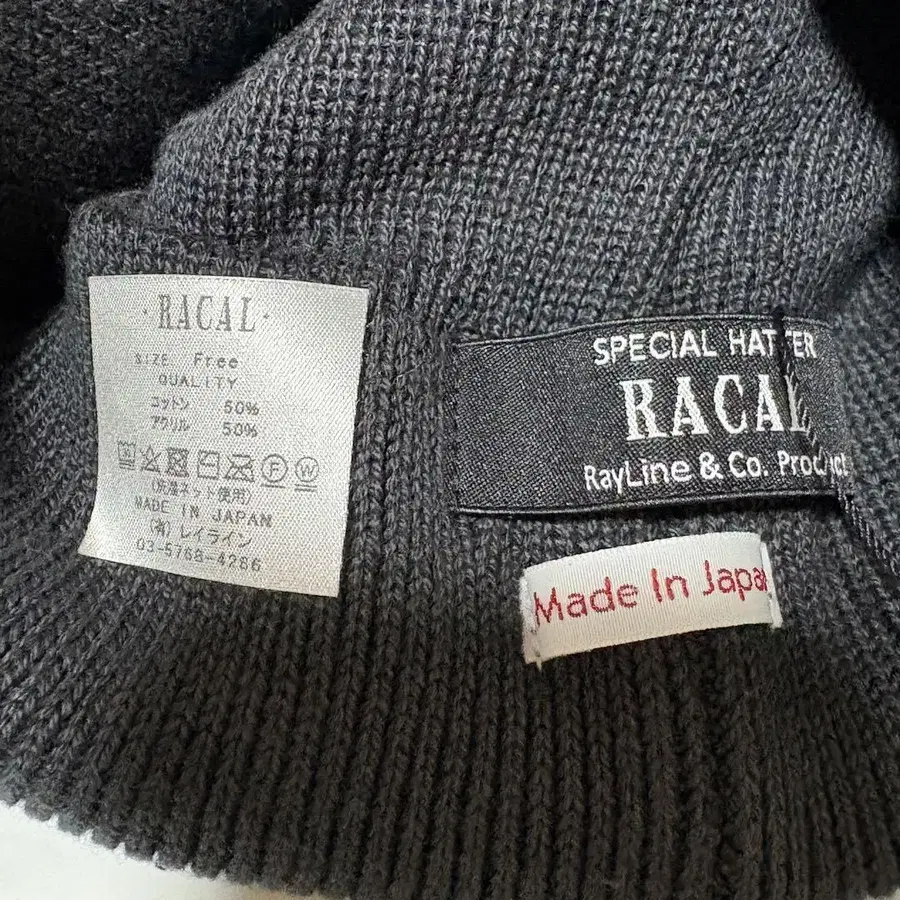 · RACAL ·
SIZE Free
QUALITY
コットン 50%
アクリル 50%
(洗濯ネット使用)
MADE IN JAPAN
(有)レイライン
03-5768-4286
SPECIAL HATTER
RACAL
RayLine & Co. Product
Made In Japan